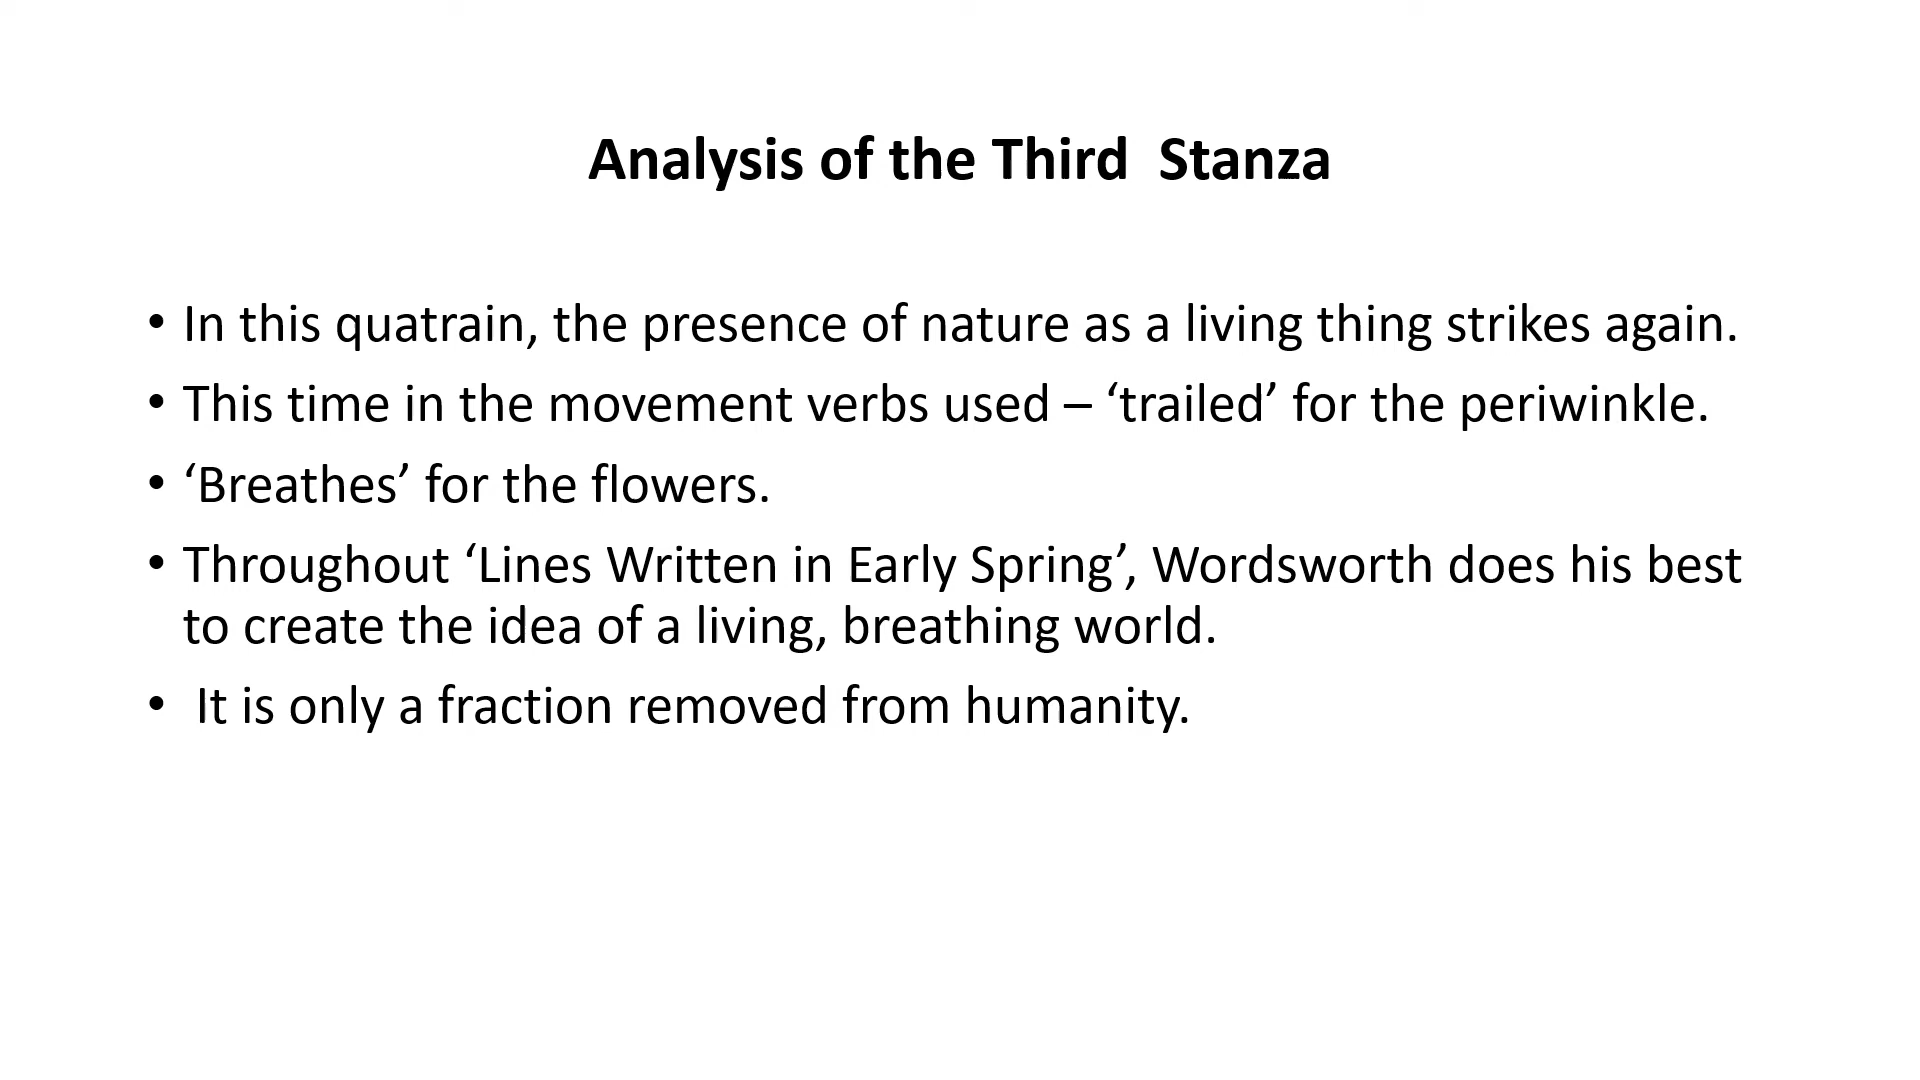 Analysis of the Third  Stanza
• In this quatrain, the presence of nature as a living thing strikes again.
• This time in the movement verbs used – ‘trailed’ for the periwinkle.
• ‘Breathes’ for the flowers.
• Throughout ‘Lines Written in Early Spring’, Wordsworth does his best
to create the idea of a living, breathing world.
•  It is only a fraction removed from humanity.